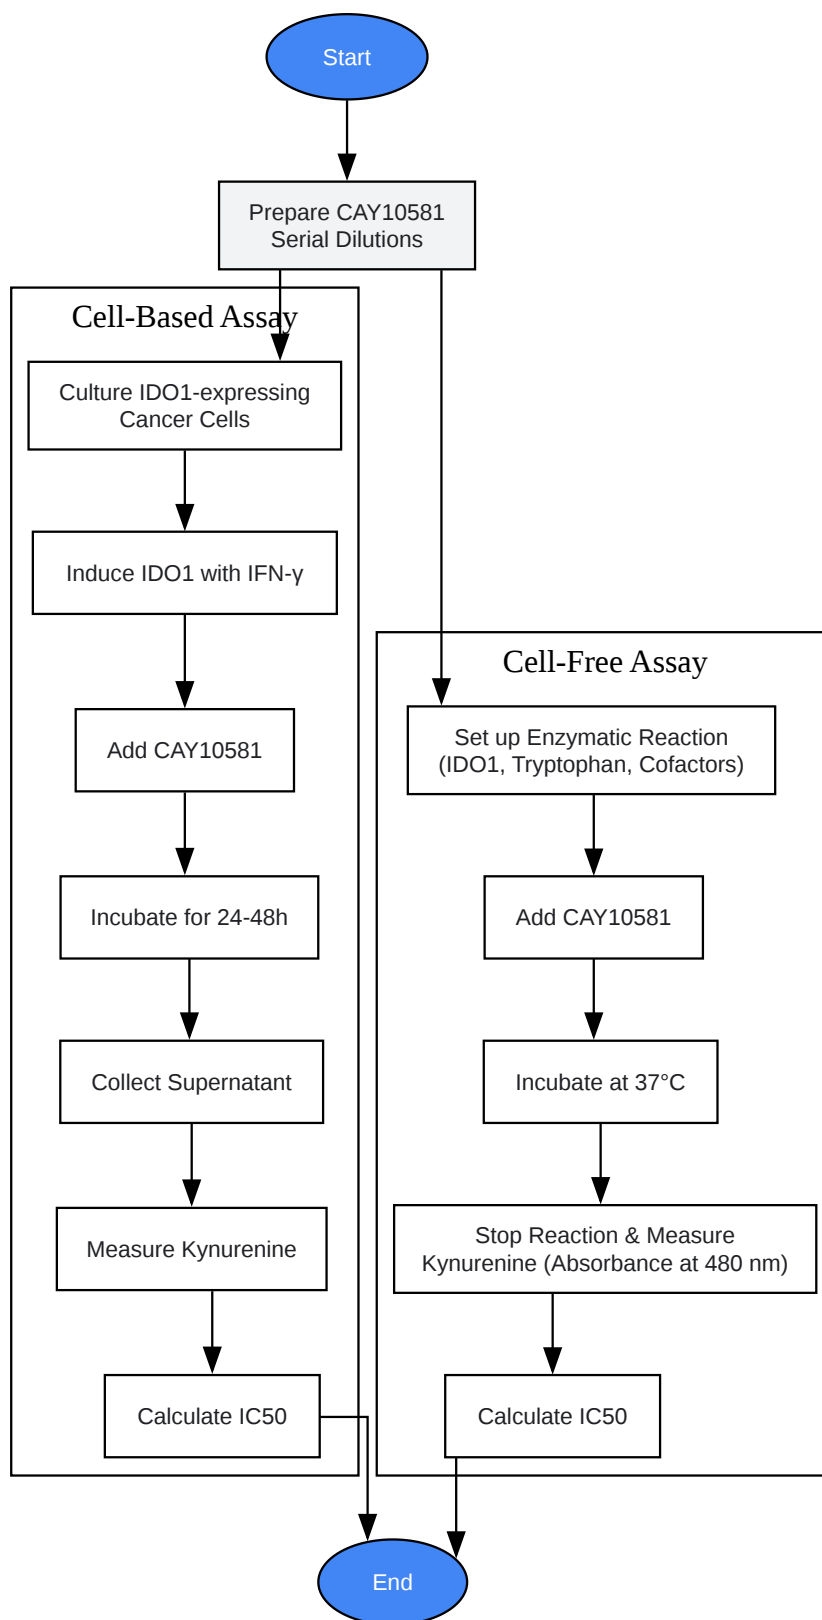 Start
Prepare CAY10581
Serial Dilutions
Cell-Based Assay
Culture IDO1-expressing
Cancer Cells
Induce IDO1 with IFN-γ
Add CAY10581
Incubate for 24-48h
Collect Supernatant
Measure Kynurenine
Calculate IC50
Cell-Free Assay
Set up Enzymatic Reaction
(IDO1, Tryptophan, Cofactors)
Add CAY10581
Incubate at 37°C
Stop Reaction & Measure
Kynurenine (Absorbance at 480 nm)
Calculate IC50
End